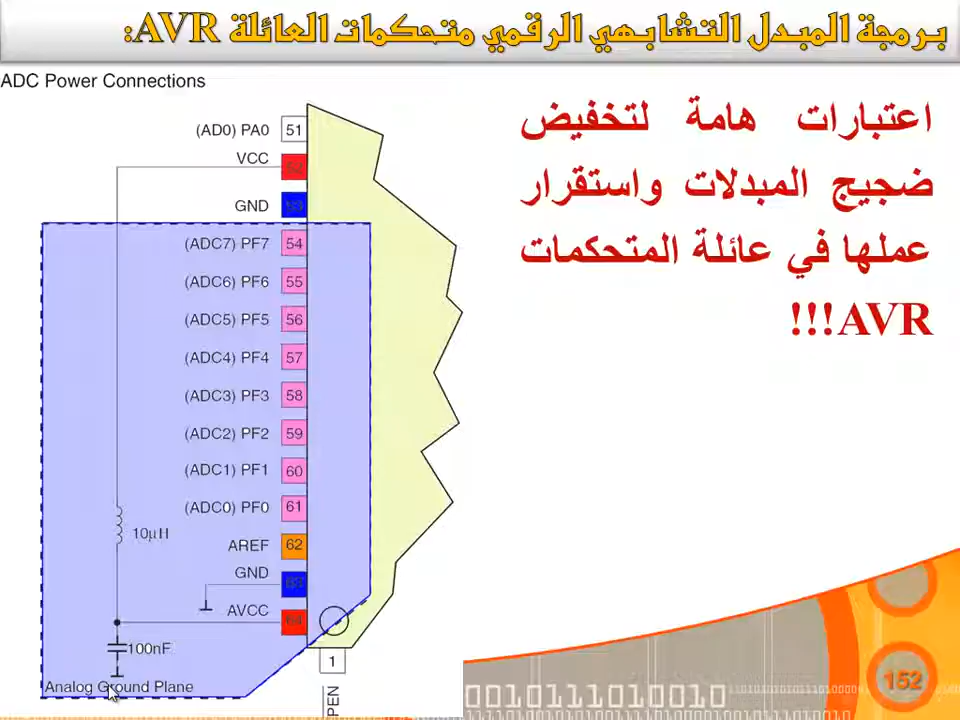 برمجة المبدل التشابهي الرقمي متحكمات العائلة AVR:
ADC Power Connections
اعتبارات هامة لتخفيض
ضجيج المبدلات واستقرار
عملها في عائلة المتحكمات
AVR!!!
(AD0) PA0 51
VCC 52
GND 53
(ADC7) PF7 54
(ADC6) PF6 55
(ADC5) PF5 56
(ADC4) PF4 57
(ADC3) PF3 58
(ADC2) PF2 59
(ADC1) PF1 60
(ADC0) PF0 61
10μH
AREF 62
GND 63
AVCC 64
100nF
1
Analog Ground Plane
PEN
152
0010111010010